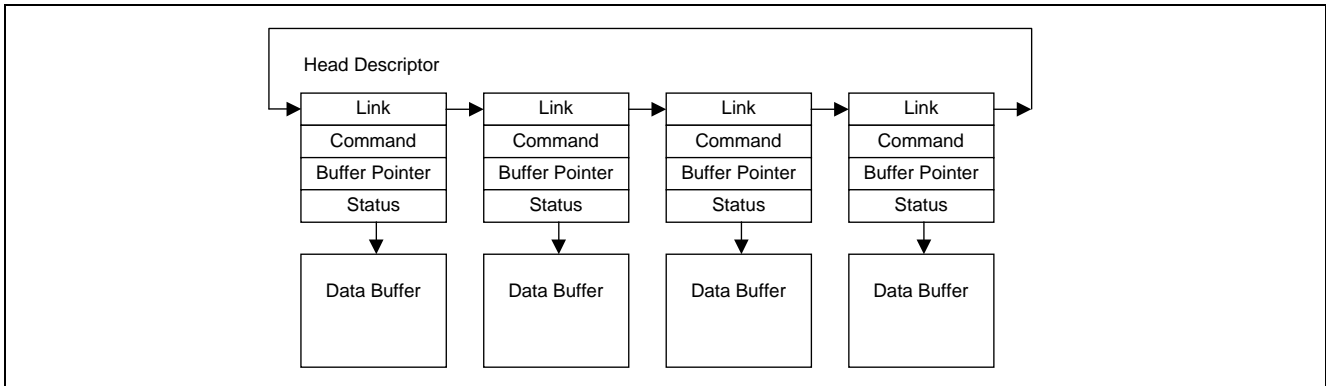 Head Descriptor
Link Link Link Link
Command Command Command Command
Buffer Pointer Buffer Pointer Buffer Pointer Buffer Pointer
Status Status Status Status
Data Buffer Data Buffer Data Buffer Data Buffer